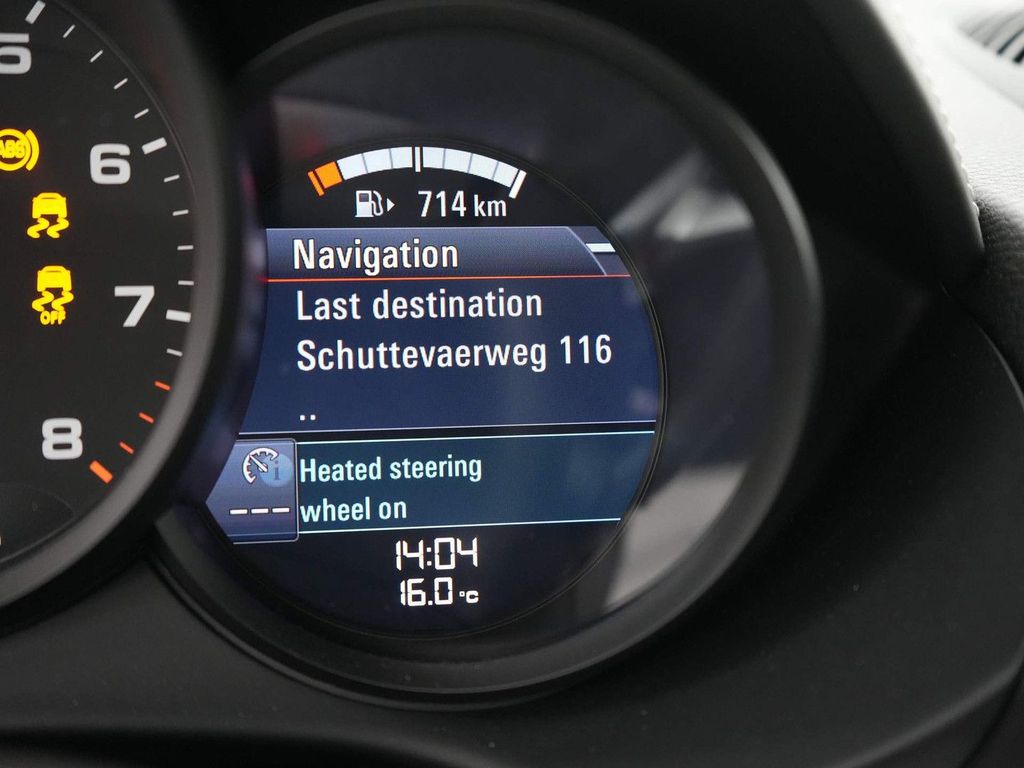 5
ABS
6
OFF
7
8
714 km
Navigation
Last destination
Schuttevaerweg 116
..
i
Heated steering
wheel on
---
14:04
16.0 °C